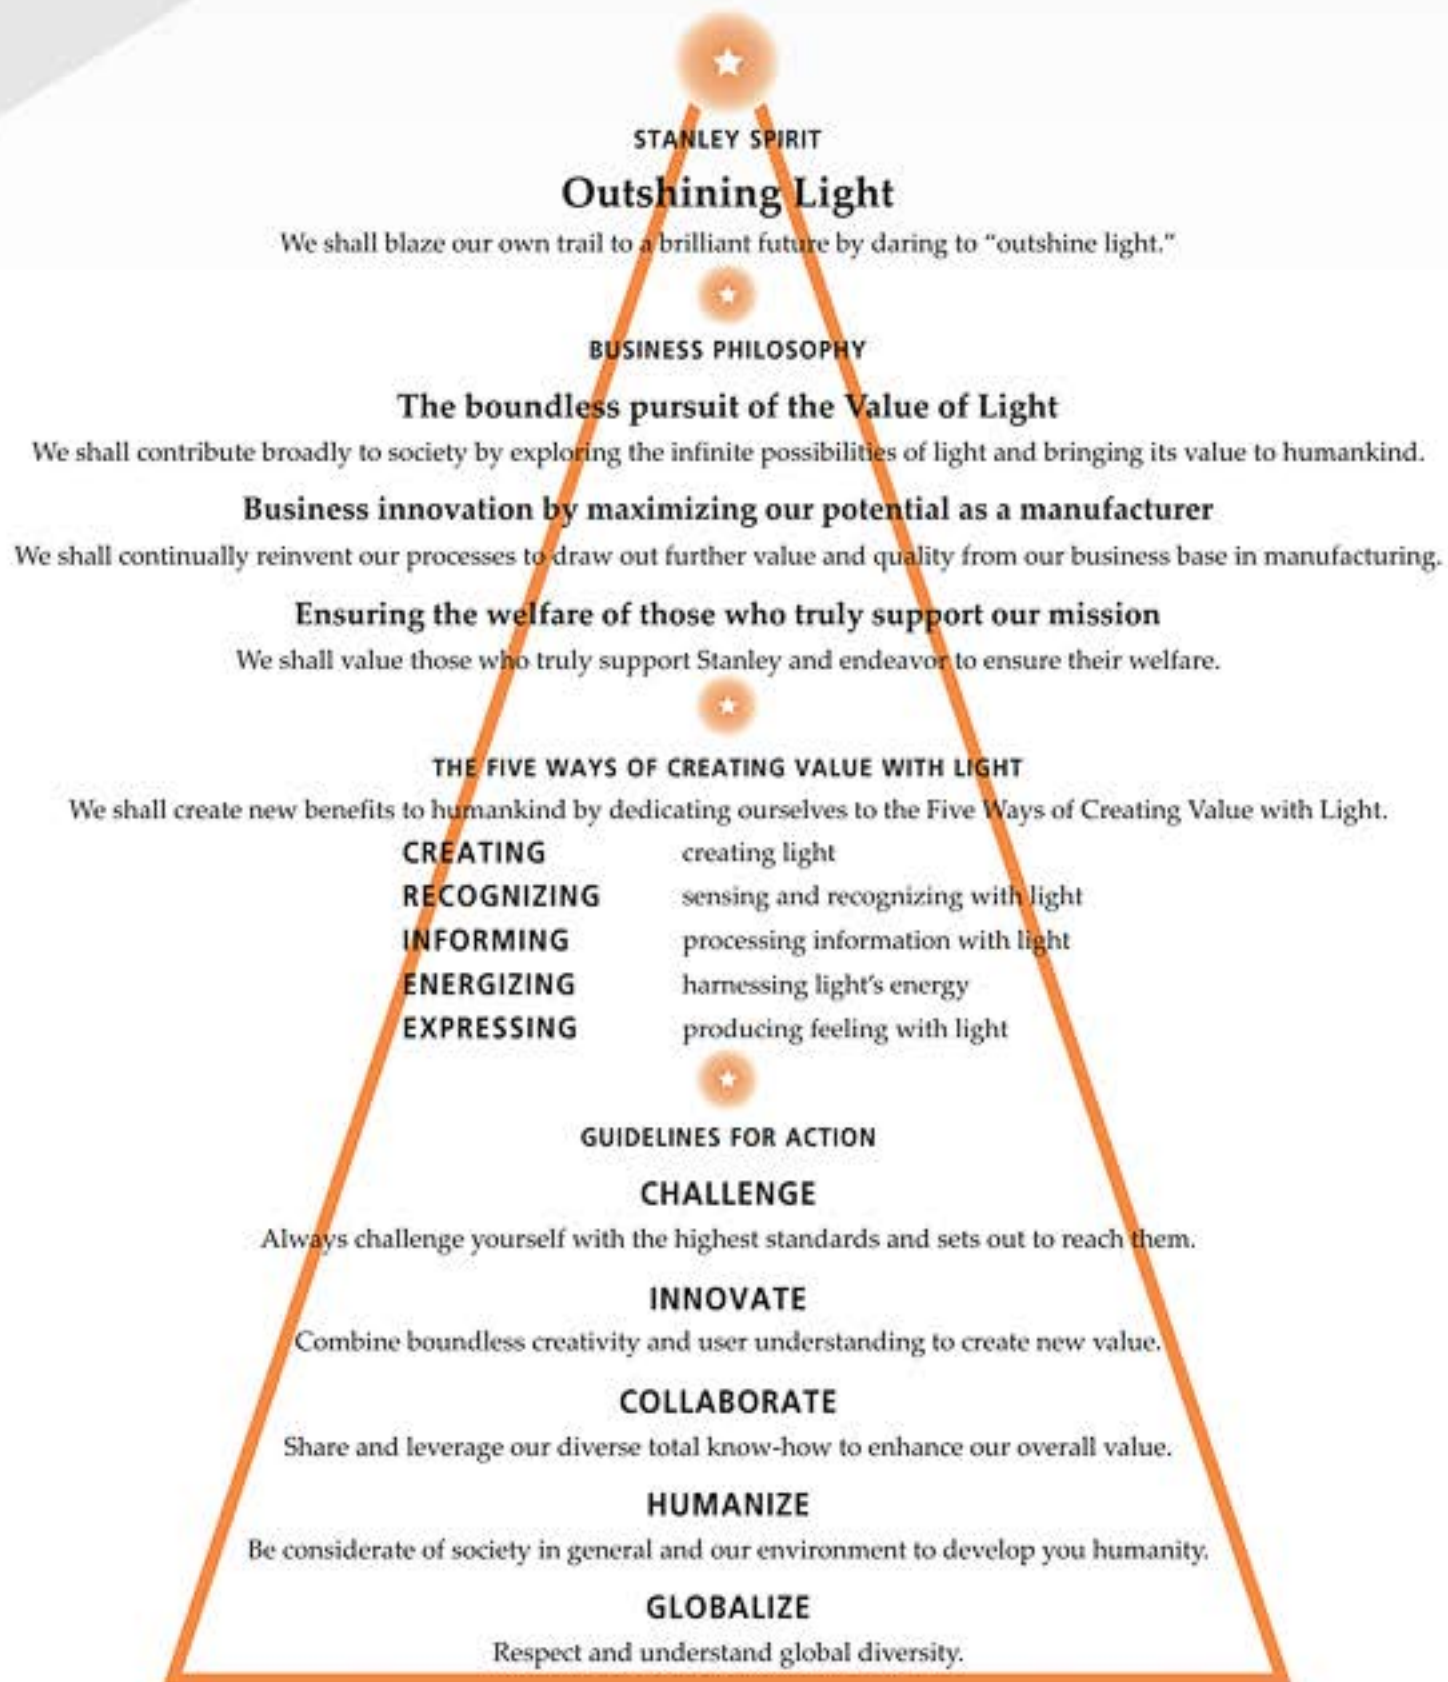 STANLEY SPIRIT
Outshining Light
We shall blaze our own trail to a brilliant future by daring to “outshine light.”
BUSINESS PHILOSOPHY
The boundless pursuit of the Value of Light
We shall contribute broadly to society by exploring the infinite possibilities of light and bringing its value to humankind.
Business innovation by maximizing our potential as a manufacturer
We shall continually reinvent our processes to draw out further value and quality from our business base in manufacturing.
Ensuring the welfare of those who truly support our mission
We shall value those who truly support Stanley and endeavor to ensure their welfare.
THE FIVE WAYS OF CREATING VALUE WITH LIGHT
We shall create new benefits to humankind by dedicating ourselves to the Five Ways of Creating Value with Light.
CREATING creating light
RECOGNIZING sensing and recognizing with light
INFORMING processing information with light
ENERGIZING harnessing light’s energy
EXPRESSING producing feeling with light
GUIDELINES FOR ACTION
CHALLENGE
Always challenge yourself with the highest standards and sets out to reach them.
INNOVATE
Combine boundless creativity and user understanding to create new value.
COLLABORATE
Share and leverage our diverse total know-how to enhance our overall value.
HUMANIZE
Be considerate of society in general and our environment to develop you humanity.
GLOBALIZE
Respect and understand global diversity.